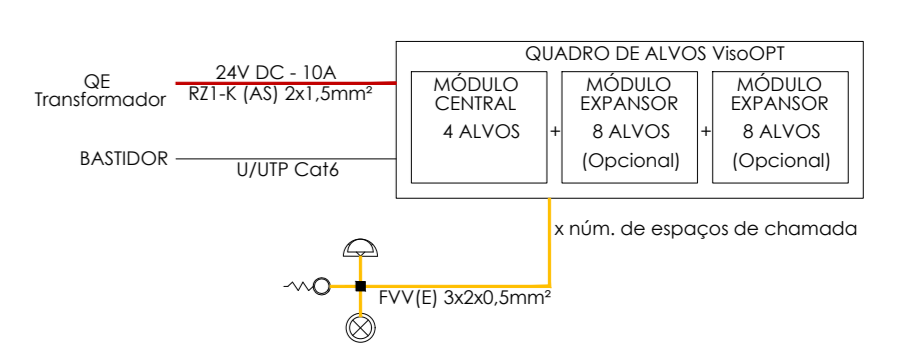 QUADRO DE ALVOS VisoOPT
QE
Transformador
24V DC - 10A
RZ1-K (AS) 2x1,5mm²
MÓDULO
CENTRAL
4 ALVOS
+
MÓDULO
EXPANSOR
8 ALVOS
(Opcional)
+
MÓDULO
EXPANSOR
8 ALVOS
(Opcional)
BASTIDOR
U/UTP Cat6
x núm. de espaços de chamada
FVV(E) 3x2x0,5mm²